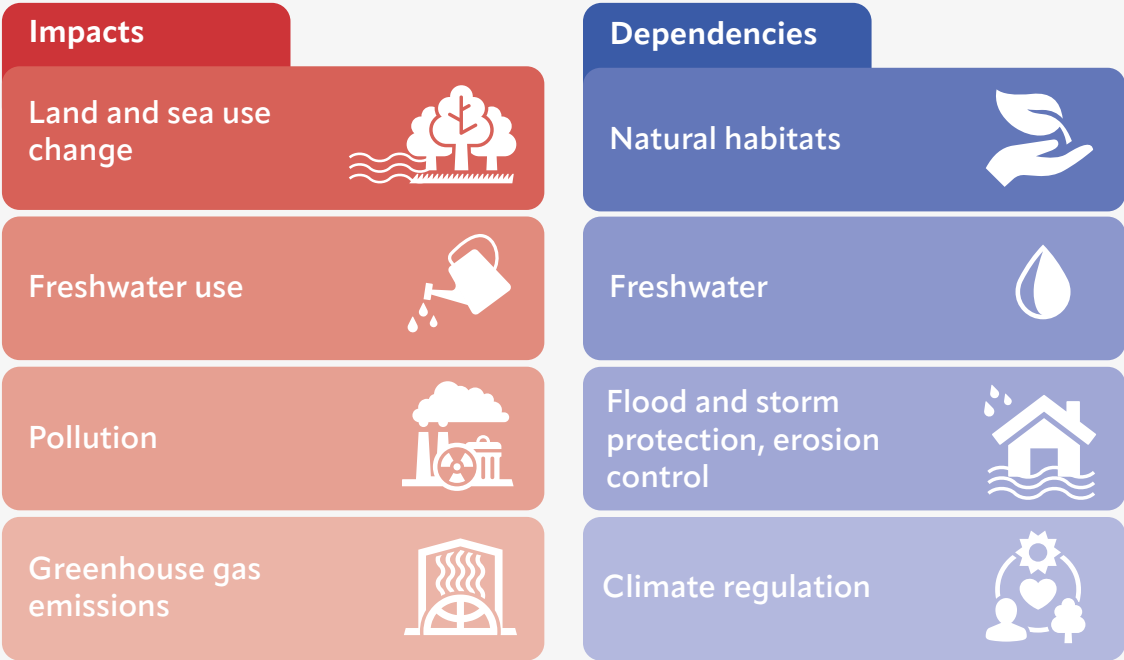 Impacts
Land and sea use
change
Freshwater use
Pollution
Greenhouse gas
emissions
Dependencies
Natural habitats
Freshwater
Flood and storm
protection, erosion
control
Climate regulation